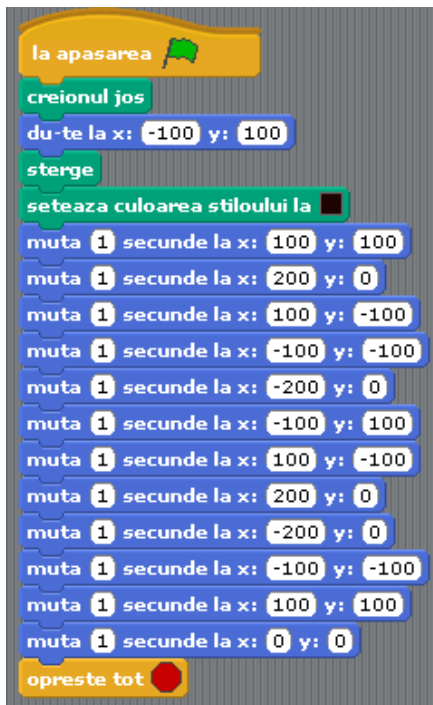 la apasarea
creionul jos
du-te la x: -100 y: 100
sterge
seteaza culoarea stiloului la
muta 1 secunde la x: 100 y: 100
muta 1 secunde la x: 200 y: 0
muta 1 secunde la x: 100 y: -100
muta 1 secunde la x: -100 y: -100
muta 1 secunde la x: -200 y: 0
muta 1 secunde la x: -100 y: 100
muta 1 secunde la x: 100 y: -100
muta 1 secunde la x: 200 y: 0
muta 1 secunde la x: -200 y: 0
muta 1 secunde la x: -100 y: -100
muta 1 secunde la x: 100 y: 100
muta 1 secunde la x: 0 y: 0
opreste tot